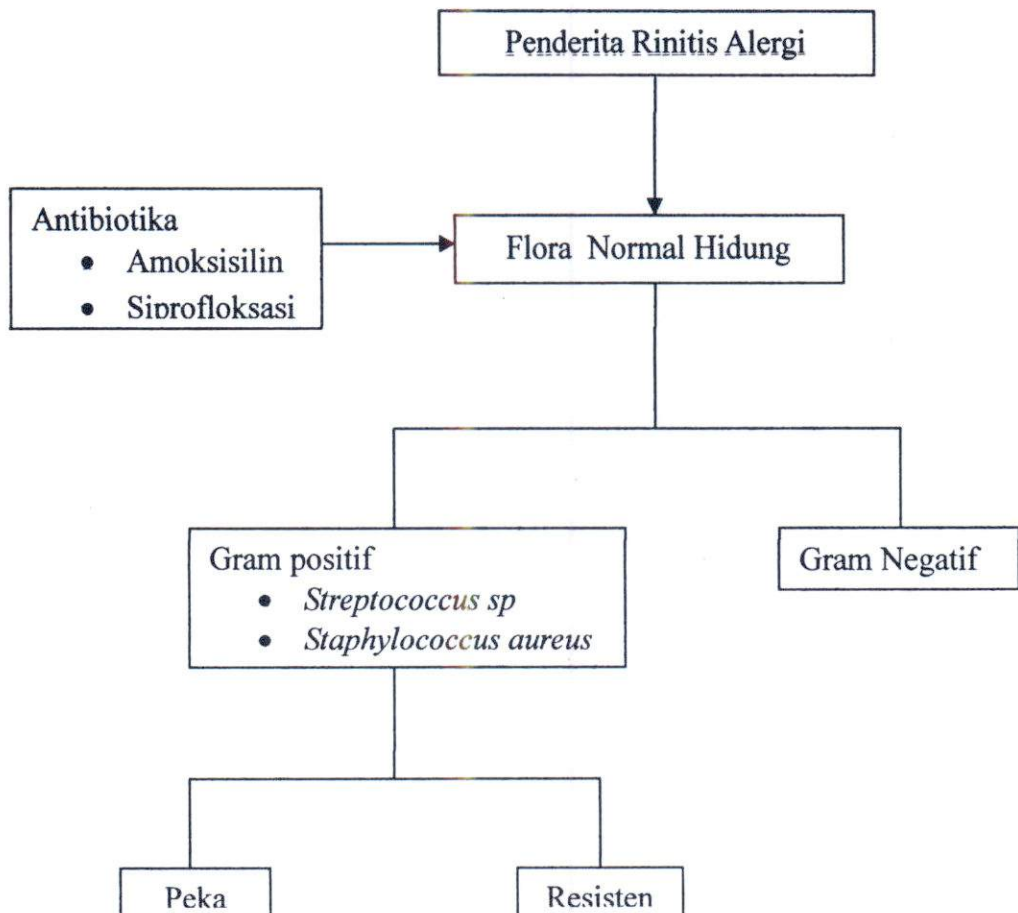 Penderita Rinitis Alergi
Antibiotika
• Amoksisilin
• Siprofloksasi
Flora Normal Hidung
Gram positif
• Streptococcus sp
• Staphylococcus aureus
Gram Negatif
Peka
Resisten